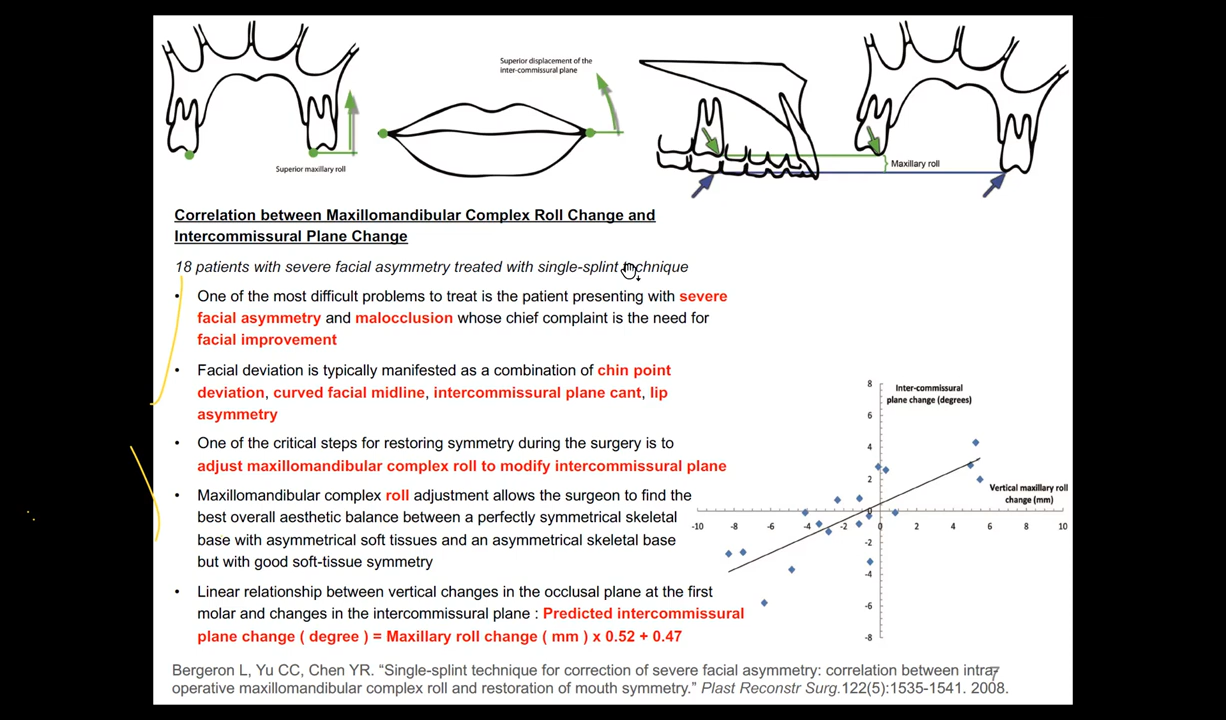 Superior displacement of the
inter-commissural plane
Superior maxillary roll
Maxillary roll
Correlation between Maxillomandibular Complex Roll Change and
Intercommissural Plane Change
18 patients with severe facial asymmetry treated with single-splint technique
• One of the most difficult problems to treat is the patient presenting with severe
facial asymmetry and malocclusion whose chief complaint is the need for
facial improvement
• Facial deviation is typically manifested as a combination of chin point
deviation, curved facial midline, intercommissural plane cant, lip
asymmetry
• One of the critical steps for restoring symmetry during the surgery is to
adjust maxillomandibular complex roll to modify intercommissural plane
• Maxillomandibular complex roll adjustment allows the surgeon to find the
best overall aesthetic balance between a perfectly symmetrical skeletal
base with asymmetrical soft tissues and an asymmetrical skeletal base
but with good soft-tissue symmetry
• Linear relationship between vertical changes in the occlusal plane at the first
molar and changes in the intercommissural plane : Predicted intercommissural
plane change ( degree ) = Maxillary roll change ( mm ) x 0.52 + 0.47
Inter-commissural
plane change (degrees)
8
6
4
2
0
-2
-4
-6
-8
Vertical maxillary roll
change (mm)
-10 -8 -6 -4 -2 0 2 4 6 8 10
Bergeron L, Yu CC, Chen YR. “Single-splint technique for correction of severe facial asymmetry: correlation between intra-
operative maxillomandibular complex roll and restoration of mouth symmetry.” Plast Reconstr Surg.122(5):1535-1541. 2008.
7